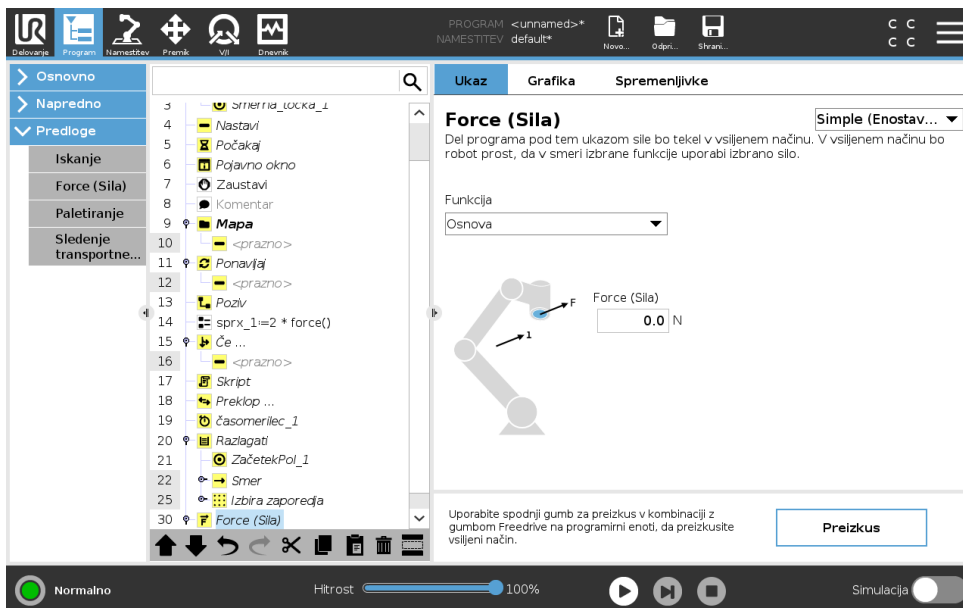 PROGRAM <unnamed>*
NAMESTITEV default*
Delovanje
Program
Namestitev
Premik
V/I
Dnevnik
Novo...
Odpri...
Shrani...
C C
C C
Osnovno
Napredno
Predloge
Iskanje
Force (Sila)
Paletiranje
Sledenje
transportne...
3 Smerna_točka_1
4 Nastavi
5 Počakaj
6 Pojavno okno
7 Zaustavi
8 Komentar
9 Mapa
10 <prazno>
11 Ponavljaj
12 <prazno>
13 Poziv
14 sprx_1:=2 * force()
15 Če ...
16 <prazno>
17 Skript
18 Preklop ...
19 časomerilec_1
20 Razlagati
21 ZačetekPol_1
22 Smer
25 Izbira zaporedja
30 Force (Sila)
Ukaz
Grafika
Spremenljivke
Force (Sila)
Simple (Enostav...
Del programa pod tem ukazom sile bo tekel v vsiljenem načinu. V vsiljenem načinu bo
robot prost, da v smeri izbrane funkcije uporabi izbrano silo.
Funkcija
Osnova
F
1
Force (Sila)
0.0 N
Uporabite spodnji gumb za preizkus v kombinaciji z
gumbom Freedrive na programirni enoti, da preizkusite
vsiljeni način.
Preizkus
Normalno
Hitrost
100%
Simulacija